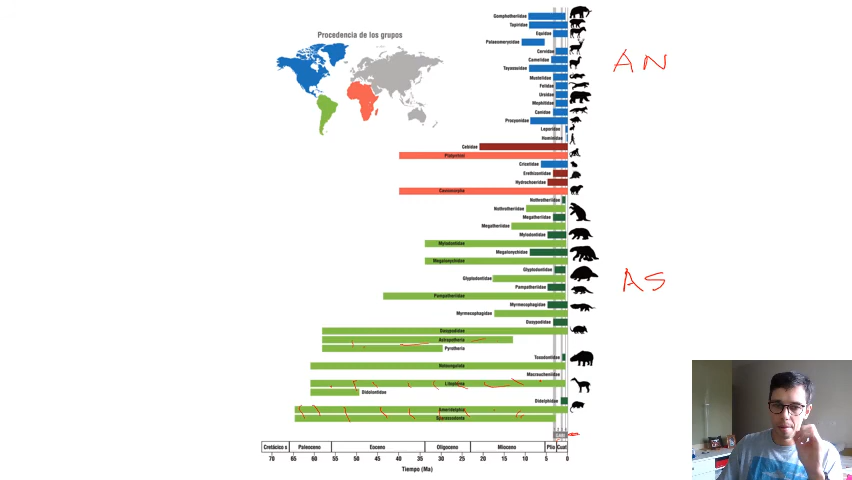 Procedencia de los grupos
Gomphotheriidae
Tapiridae
Equidae
Palaeomerycidae
Cervidae
Camelidae
Tayassuidae
Mustelidae
Felidae
Ursidae
Mephitidae
Canidae
Procyonidae
Leporidae
Hominidae
AN
Cebidae
Platyrrhini
Cricetidae
Erethizontidae
Hydrochoeridae
Caviomorpha
Nothrotheriidae
Nothrotheriidae
Megatheriidae
Megatheriidae
Mylodontidae
Mylodontidae
Megalonychidae
Megalonychidae
Glyptodontidae
Glyptodontidae
Pampatheriidae
Pampatheriidae
Myrmecophagidae
Myrmecophagidae
Dasypodidae
Dasypodidae
AS
Astrapotheria
Pyrotheria
Toxodontidae
Notoungulata
Macraucheniidae
Litopterna
Didolontidae
Didelphidae
Ameridelphia
Sparassodonta
Cretácico s Paleoceno Eoceno Oligoceno Mioceno Plio Cuat
70 65 60 55 50 45 40 35 30 25 20 15 10 5 0
Tiempo (Ma)